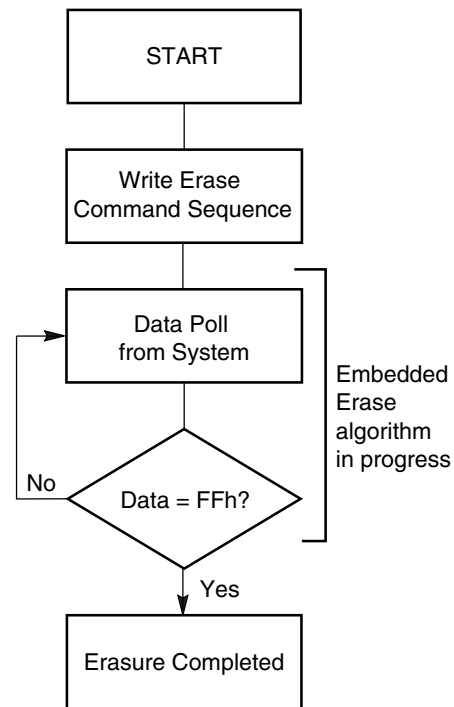 START
Write Erase
Command Sequence
Data Poll
from System
Embedded
Erase
algorithm
in progress
No
Data = FFh?
Yes
Erasure Completed